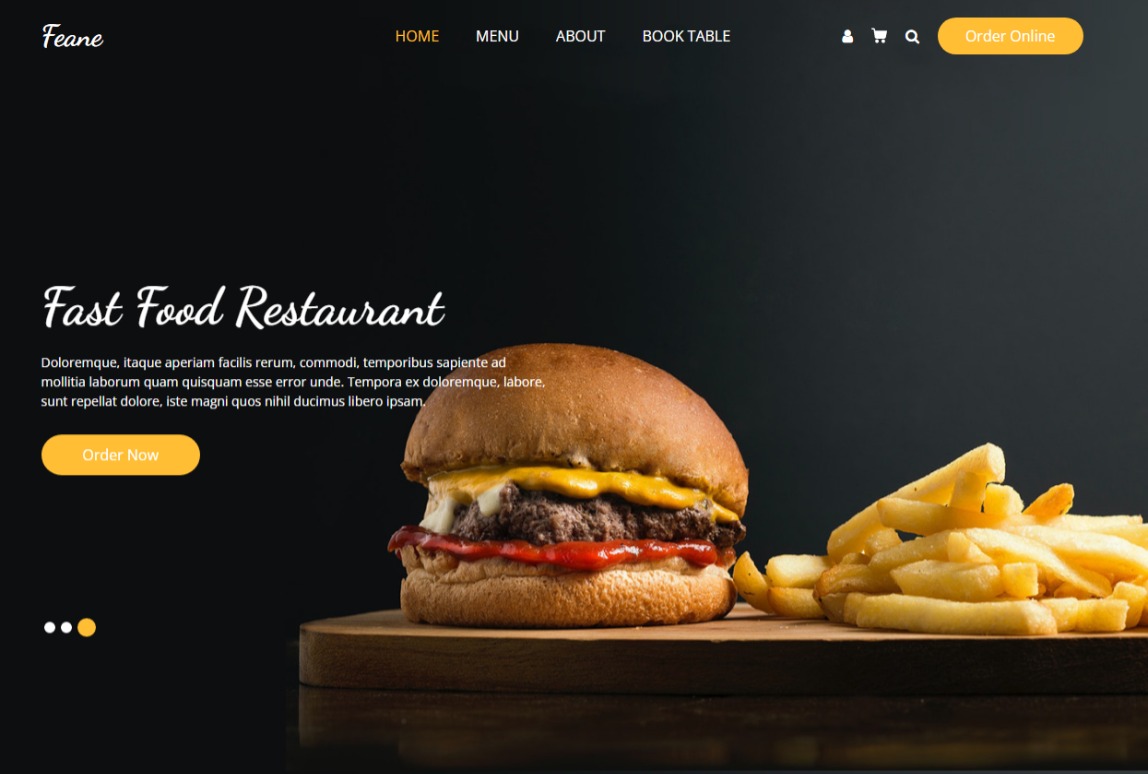 Feane
HOME MENU ABOUT BOOK TABLE Order Online
Fast Food Restaurant
Doloremque, itaque aperiam facilis rerum, commodi, temporibus sapiente ad
mollitia laborum quam quisquam esse error unde. Tempora ex doloremque, labore,
sunt repellat dolore, iste magni quos nihil ducimus libero ipsam.
Order Now